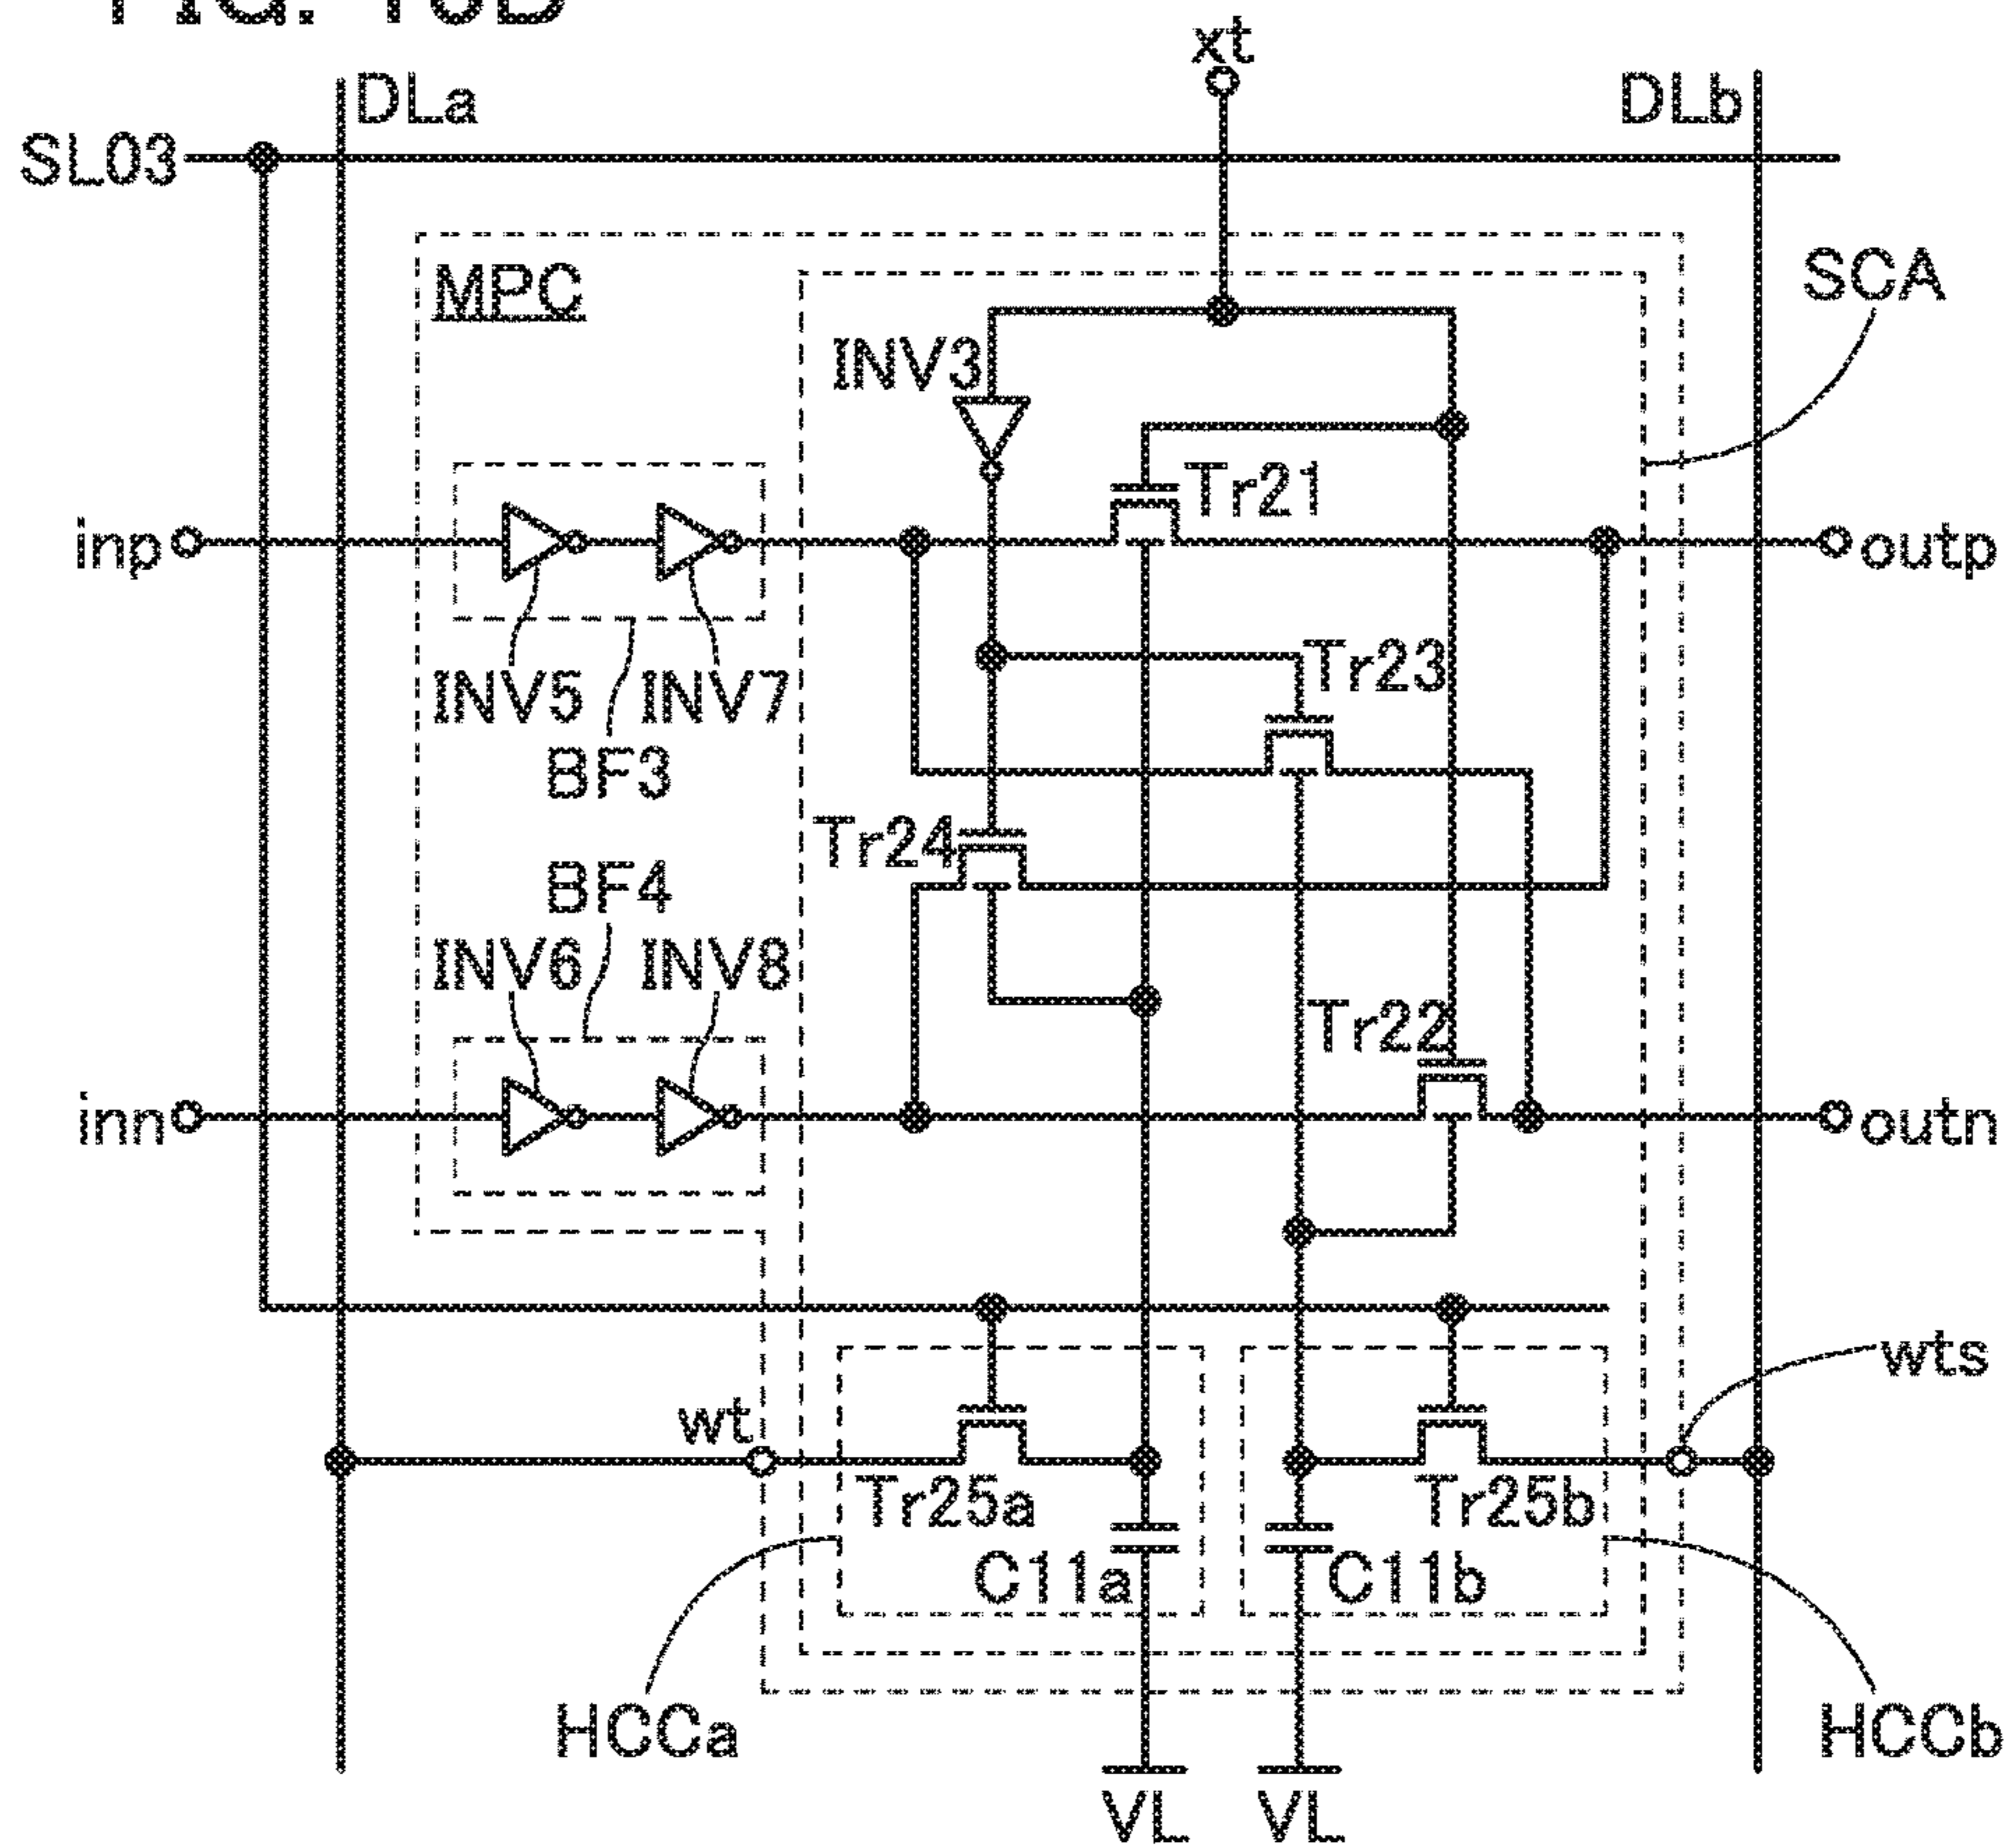 xt
DLa
DLb
SL03
MPC
SCA
INV3
Tr21
inp
outp
INV5
INV7
Tr23
BF3
Tr24
BF4
INV6
INV8
Tr22
inn
outn
wts
wt
Tr25a
Tr25b
C11a
C11b
HCCa
HCCb
VL
VL